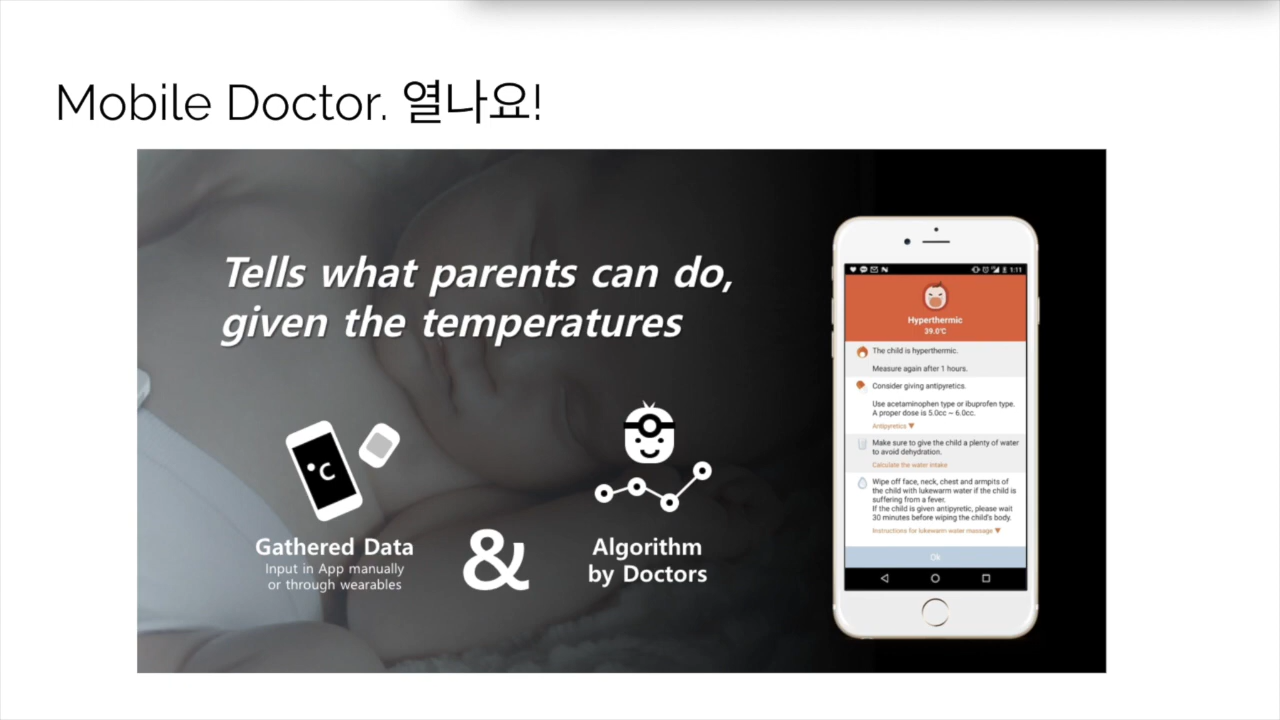 Mobile Doctor. 열나요!
Tells what parents can do,
given the temperatures
°C
Gathered Data
Input in App manually
or through wearables
&
Algorithm
by Doctors
1:11
Hyperthermic
39.0℃
The child is hyperthermic.
Measure again after 1 hours.
Consider giving antipyretics.
Use acetaminophen type or ibuprofen type.
A proper dose is 5.0cc ~ 6.0cc.
Antipyretics ▼
Make sure to give the child a plenty of water
to avoid dehydration.
Calculate the water intake
Wipe off face, neck, chest and armpits of
the child with lukewarm water if the child is
suffering from a fever.
If the child is given antipyretic, please wait
30 minutes before wiping the child's body.
Instructions for lukewarm water massage ▼
Ok